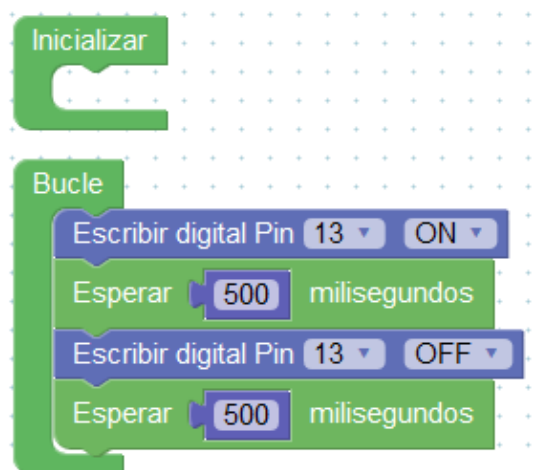 Inicializar
Bucle
Escribir digital Pin 13 ON
Esperar 500 milisegundos
Escribir digital Pin 13 OFF
Esperar 500 milisegundos